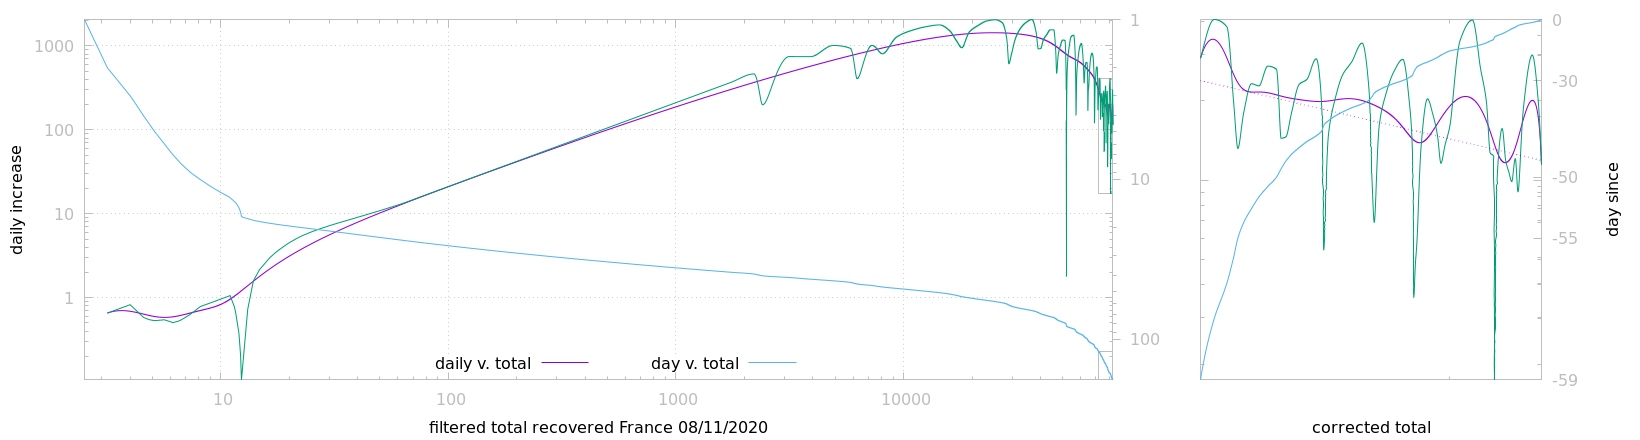 1000
100
10
1
daily increase
10
100
1000
10000
filtered total recovered France 08/11/2020
daily v. total
day v. total
1
10
100
0
-30
-50
-55
-59
day since
corrected total